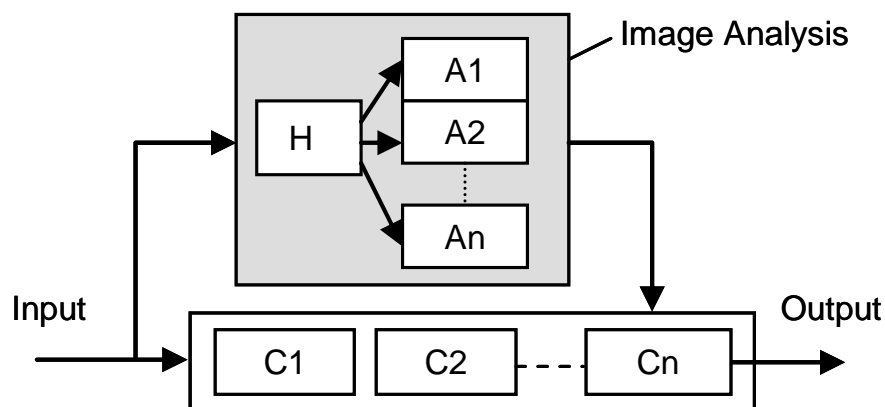 Image Analysis
A1
H
A2
An
Input
Output
C1
C2
Cn